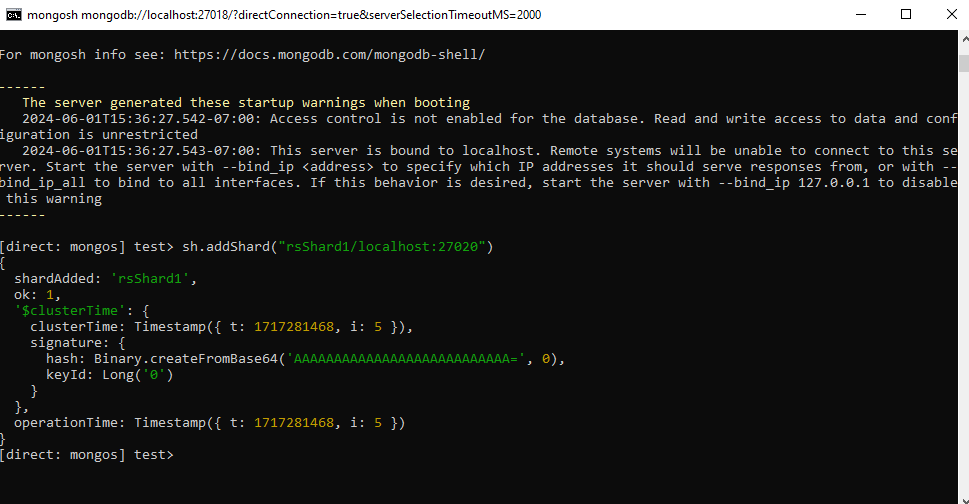 mongosh mongodb://localhost:27018/?directConnection=true&serverSelectionTimeoutMS=2000
For mongosh info see: https://docs.mongodb.com/mongodb-shell/
------
   The server generated these startup warnings when booting
   2024-06-01T15:36:27.542-07:00: Access control is not enabled for the database. Read and write access to data and conf
iguration is unrestricted
   2024-06-01T15:36:27.543-07:00: This server is bound to localhost. Remote systems will be unable to connect to this se
rver. Start the server with --bind_ip <address> to specify which IP addresses it should serve responses from, or with --
bind_ip_all to bind to all interfaces. If this behavior is desired, start the server with --bind_ip 127.0.0.1 to disable
 this warning
------
[direct: mongos] test> sh.addShard("rsShard1/localhost:27020")
{
  shardAdded: 'rsShard1',
  ok: 1,
  '$clusterTime': {
    clusterTime: Timestamp({ t: 1717281468, i: 5 }),
    signature: {
      hash: Binary.createFromBase64('AAAAAAAAAAAAAAAAAAAAAAAAAAA=', 0),
      keyId: Long('0')
    }
  },
  operationTime: Timestamp({ t: 1717281468, i: 5 })
}
[direct: mongos] test>